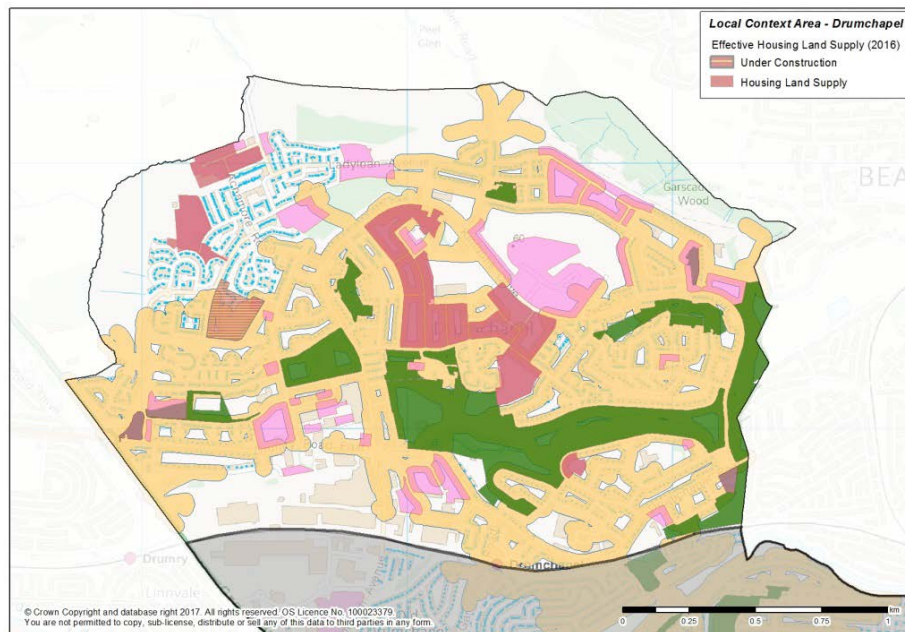 Local Context Area - Drumchapel
Effective Housing Land Supply (2016)
Under Construction
Housing Land Supply
Peel
Glen
Garscad
Wood
BEA
60
Drumry
Linnvale
Drumchapel
© Crown Copyright and database right 2017. All rights reserved. OS Licence No. 100023379.
You are not permitted to copy, sub-license, distribute or sell any of this data to third parties in any form.
0 0.25 0.5 0.75 1
km